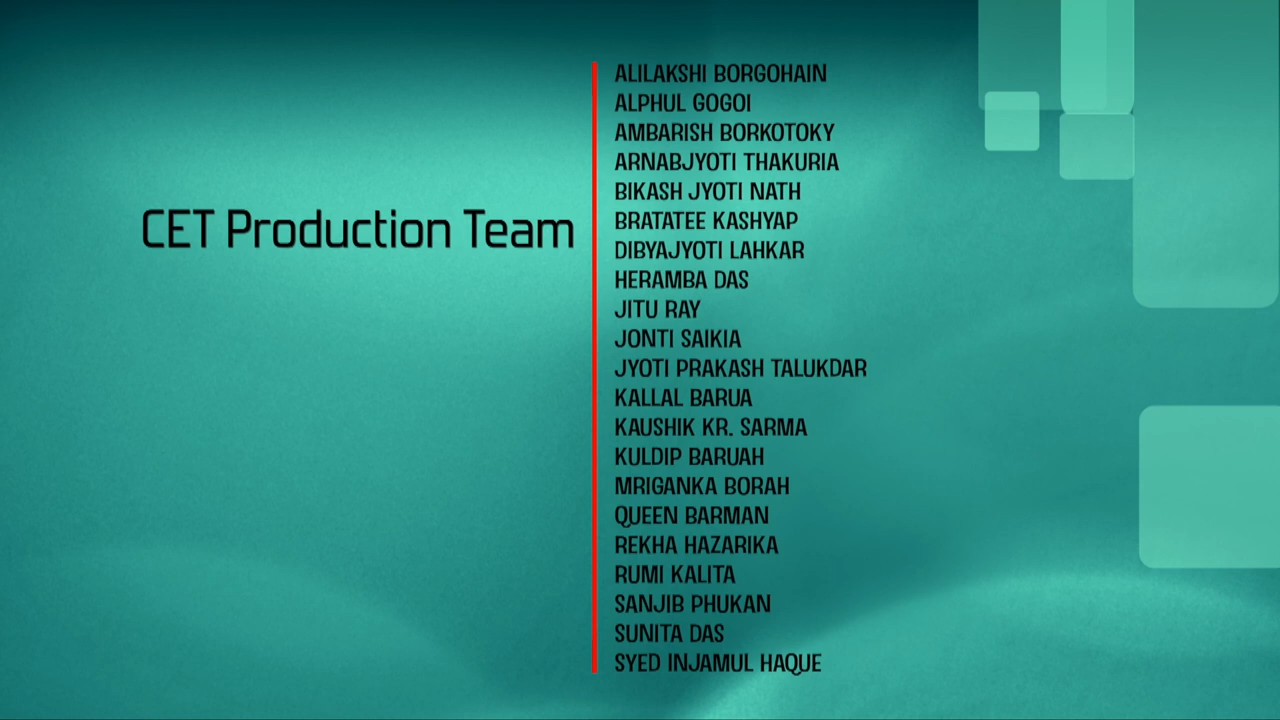 CET Production Team
ALILAKSHI BORGOHAIN
ALPHUL GOGOI
AMBARISH BORKOTOKY
ARNABJYOTI THAKURIA
BIKASH JYOTI NATH
BRATATEE KASHYAP
DIBYAJYOTI LAHKAR
HERAMBA DAS
JITU RAY
JONTI SAIKIA
JYOTI PRAKASH TALUKDAR
KALLAL BARUA
KAUSHIK KR. SARMA
KULDIP BARUAH
MRIGANKA BORAH
QUEEN BARMAN
REKHA HAZARIKA
RUMI KALITA
SANJIB PHUKAN
SUNITA DAS
SYED INJAMUL HAQUE